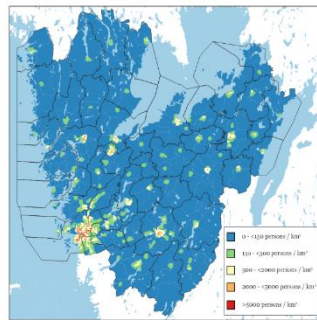 0 - <150 persons / km²
150 - <500 persons / km²
500 - <2000 persons / km²
2000 - <5000 persons / km²
>5000 persons / km²